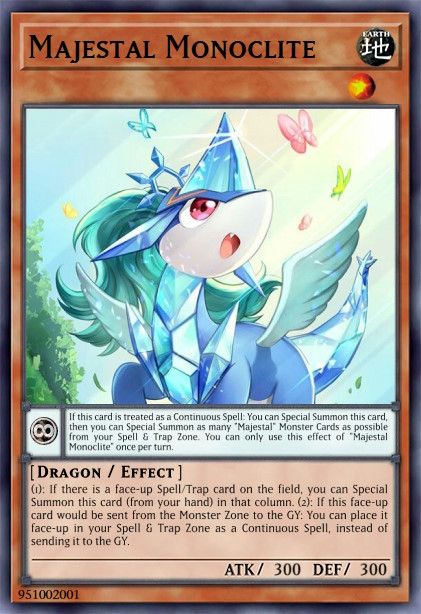 Majestal Monoclite
EARTH
地
If this card is treated as a Continuous Spell: You can Special Summon this card,
then you can Special Summon as many "Majestal" Monster Cards as possible
from your Spell & Trap Zone. You can only use this effect of "Majestal
Monoclite" once per turn.
[Dragon / Effect]
(1): If there is a face-up Spell/Trap card on the field, you can Special
Summon this card (from your hand) in that column. (2): If this face-up
card would be sent from the Monster Zone to the GY: You can place it
face-up in your Spell & Trap Zone as a Continuous Spell, instead of
sending it to the GY.
ATK/ 300 DEF/ 300
951002001